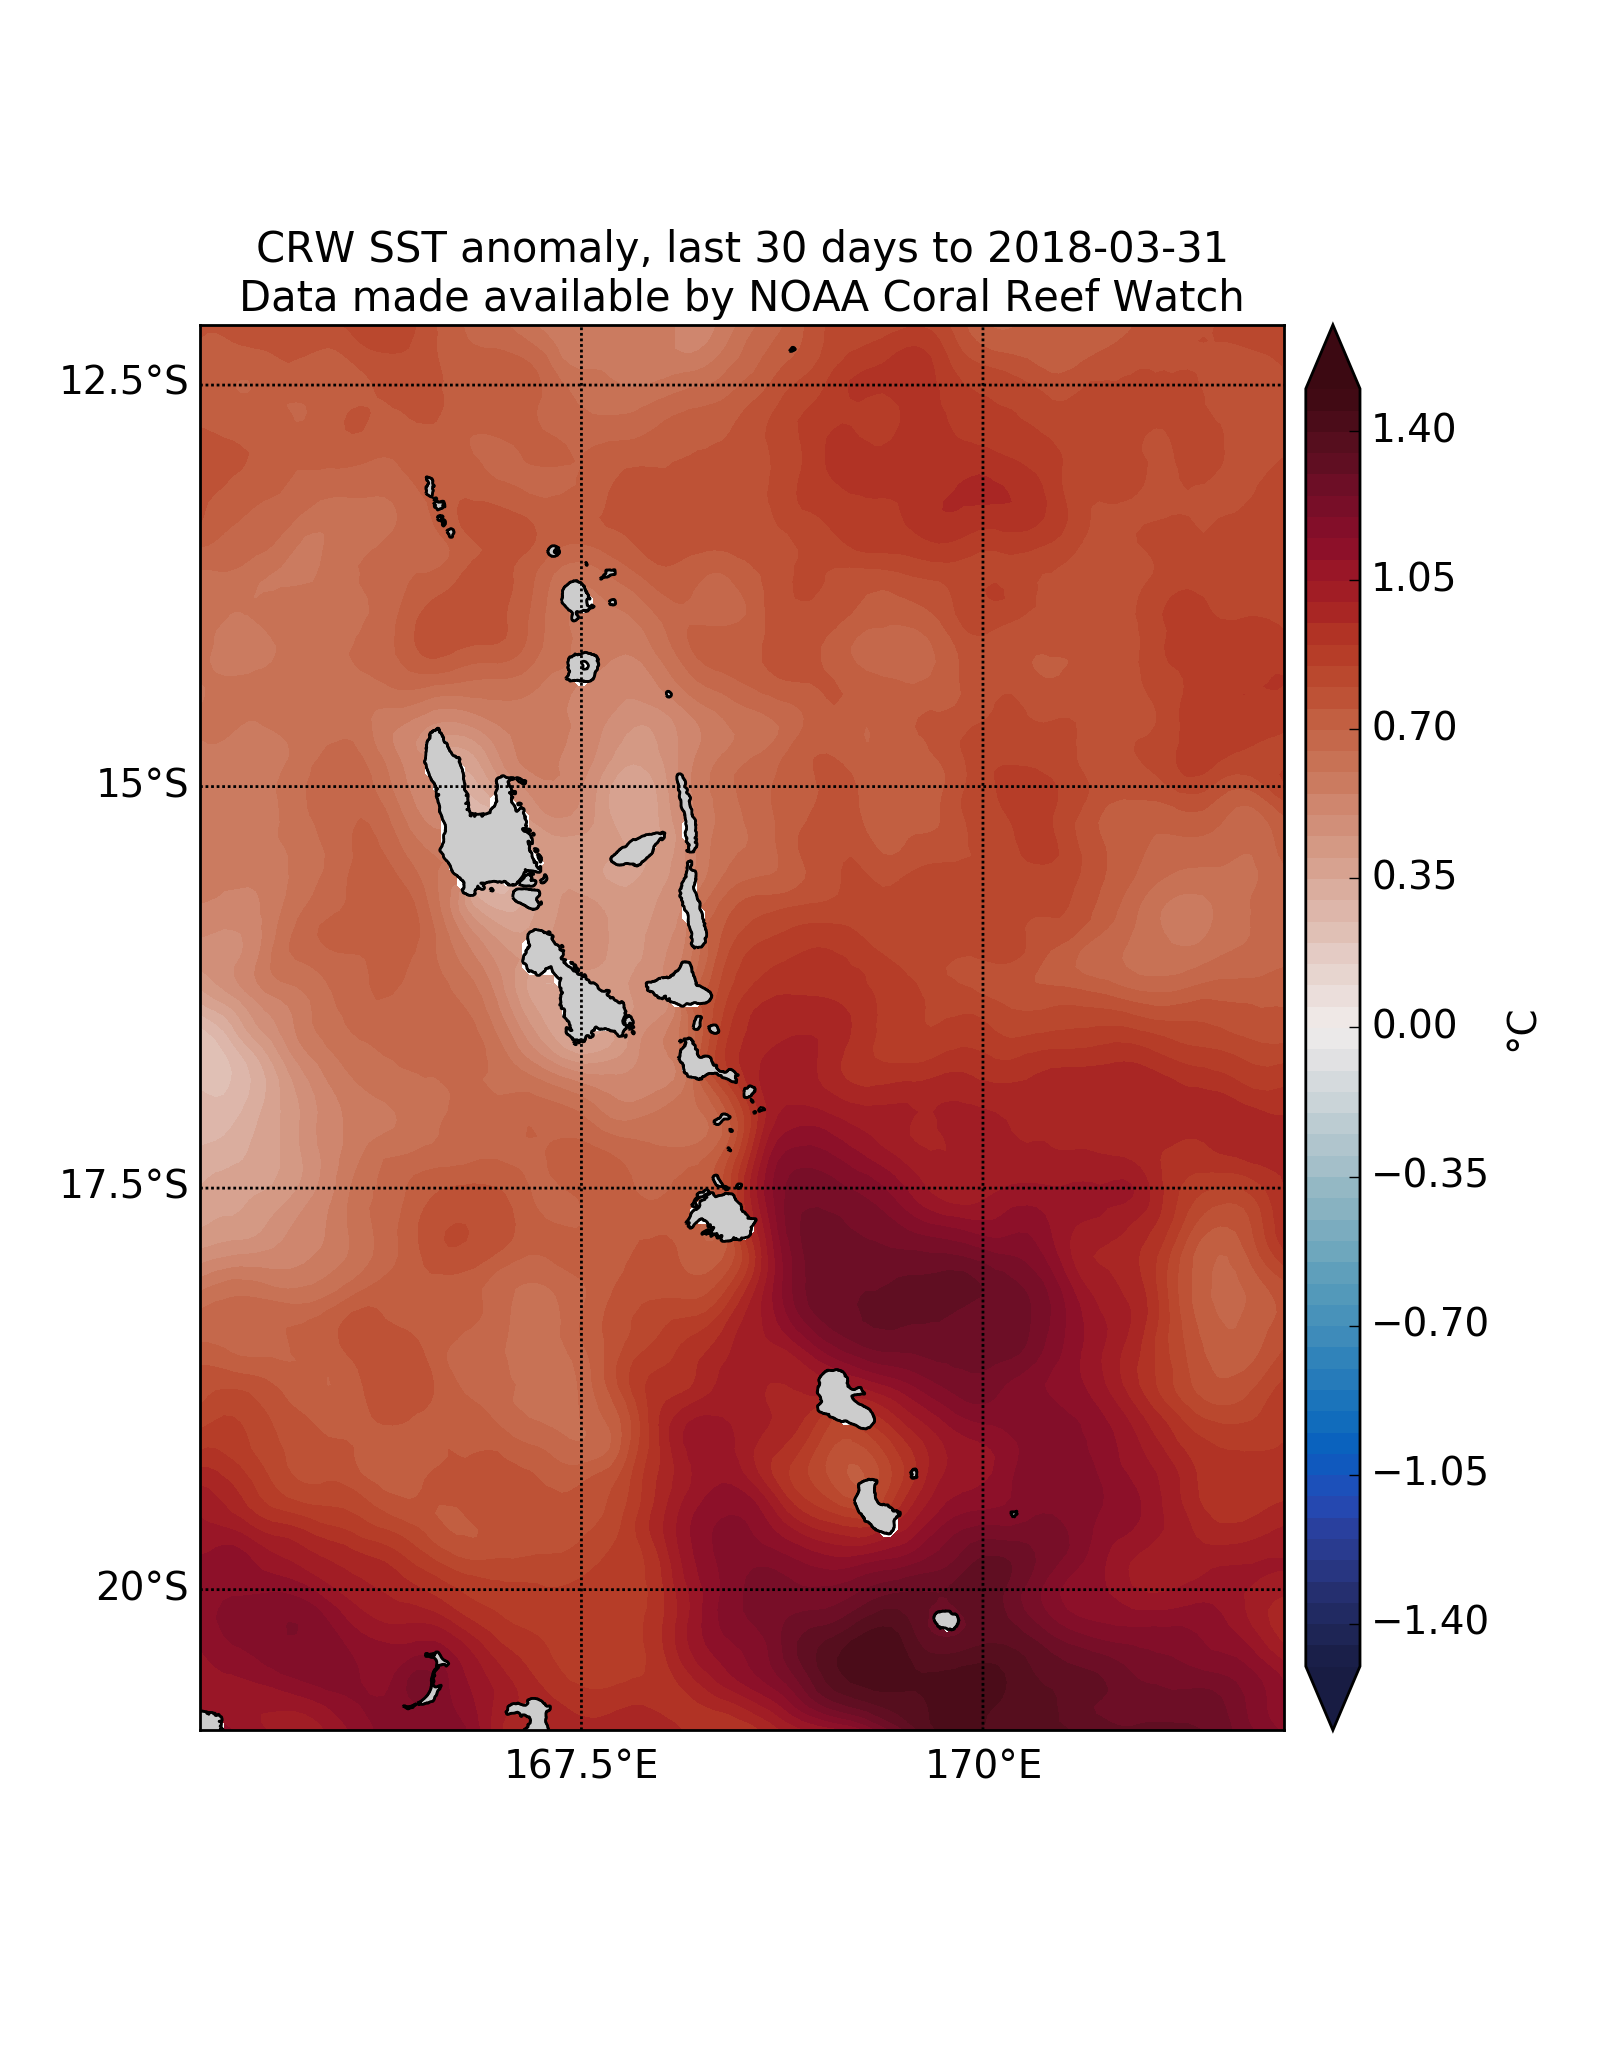 CRW SST anomaly, last 30 days to 2018-03-31
Data made available by NOAA Coral Reef Watch
12.5°S
15°S
17.5°S
20°S
167.5°E
170°E
1.40
1.05
0.70
0.35
0.00
−0.35
−0.70
−1.05
−1.40
°C